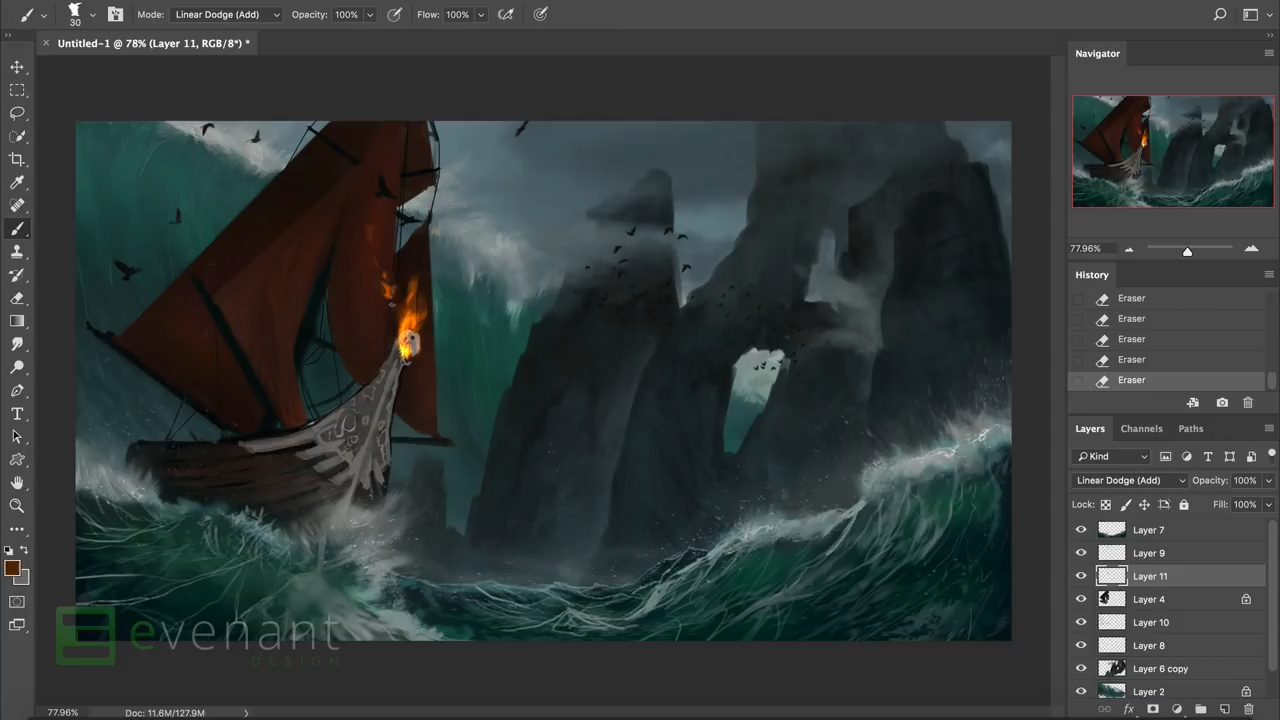 30
Mode: Linear Dodge (Add)
Opacity: 100%
Flow: 100%
Untitled-1 @ 78% (Layer 11, RGB/8*) *
Navigator
77.96%
History
Eraser
Eraser
Eraser
Eraser
Eraser
Layers Channels Paths
Kind
Linear Dodge (Add) Opacity: 100%
Lock: Fill: 100%
Layer 7
Layer 9
Layer 11
Layer 4
Layer 10
Layer 8
Layer 6 copy
Layer 2
fx
T
evenant
DESIGN
77.96% Doc: 11.6M/127.9M